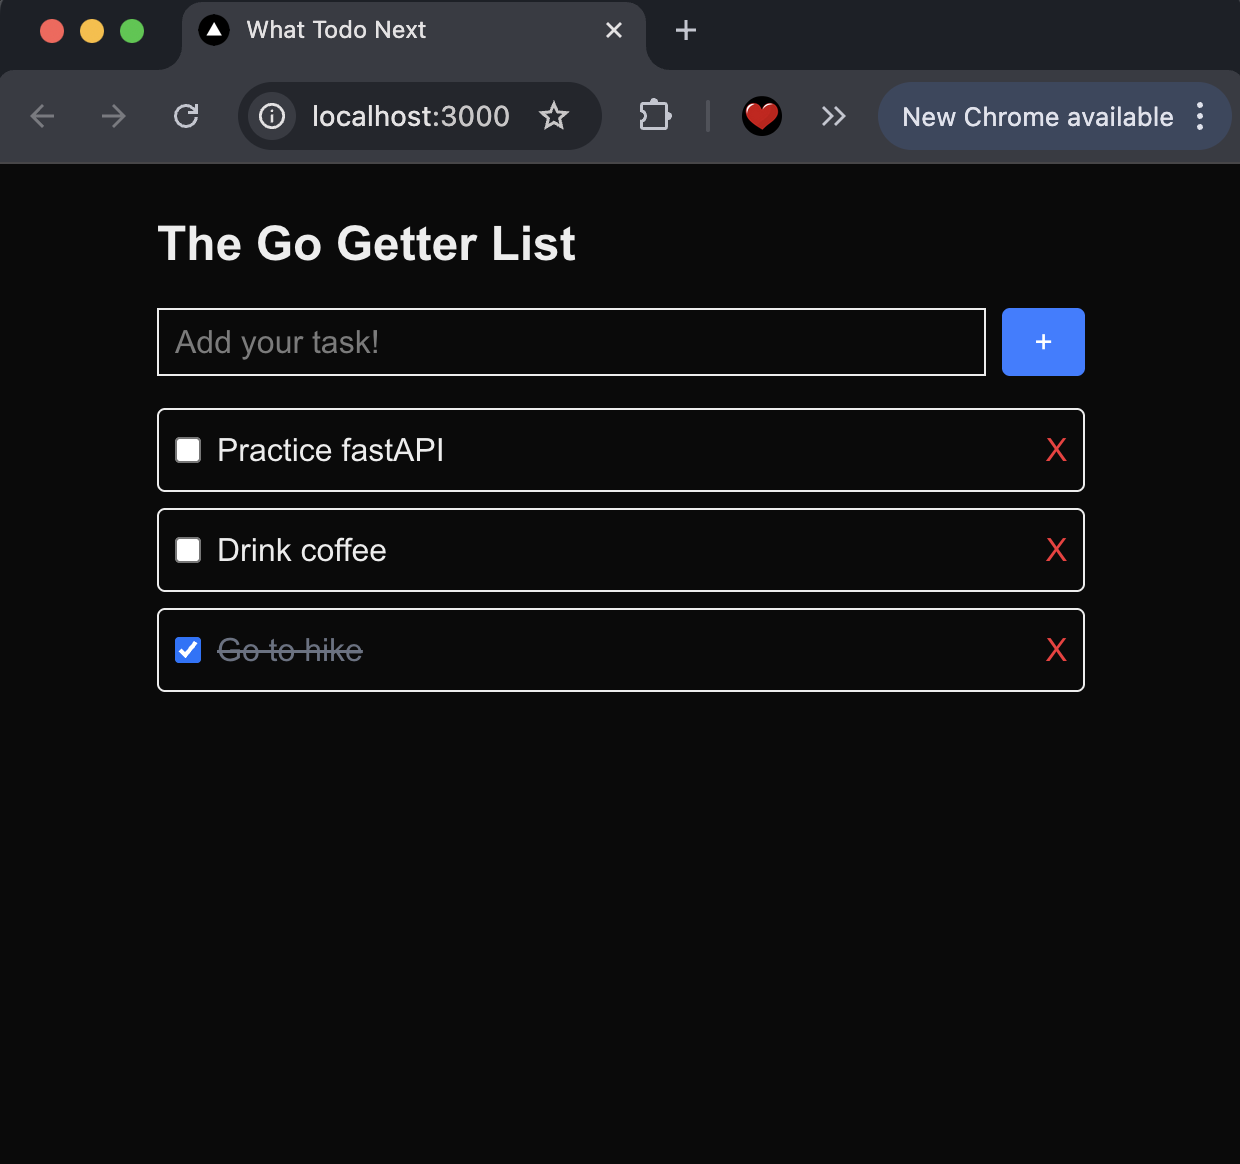 What Todo Next
localhost:3000
New Chrome available
The Go Getter List
Add your task!
+
Practice fastAPI
X
Drink coffee
X
Go to hike
X